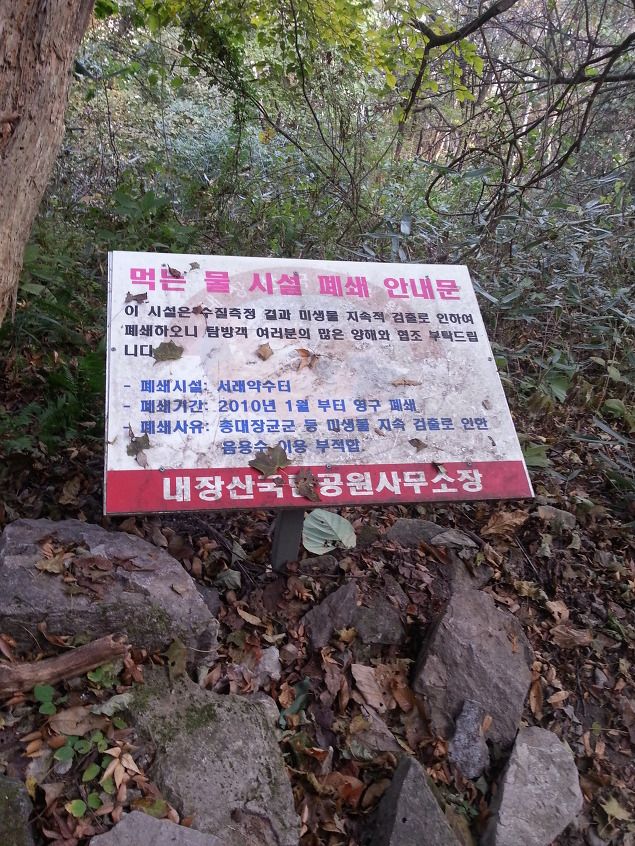 먹는 물 시설 폐쇄 안내문
이 시설은 수질측정 결과 미생물 지속적 검출로 인하여
폐쇄하오니 탐방객 여러분의 많은 양해와 협조 부탁드립
니다.
- 폐쇄시설: 서래약수터
- 폐쇄기간: 2010년 1월 부터 영구 폐쇄
- 폐쇄사유: 총대장균군 등 미생물 지속 검출로 인한
음용수 이용 부적합
내장산국립공원사무소장